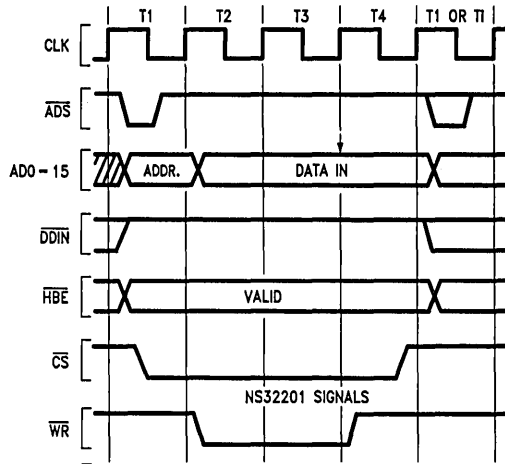 T1 T2 T3 T4 T1 OR TI
CLK
ADS
AD0-15 ADDR. DATA IN
DDIN
HBE VALID
CS
NS32201 SIGNALS
WR